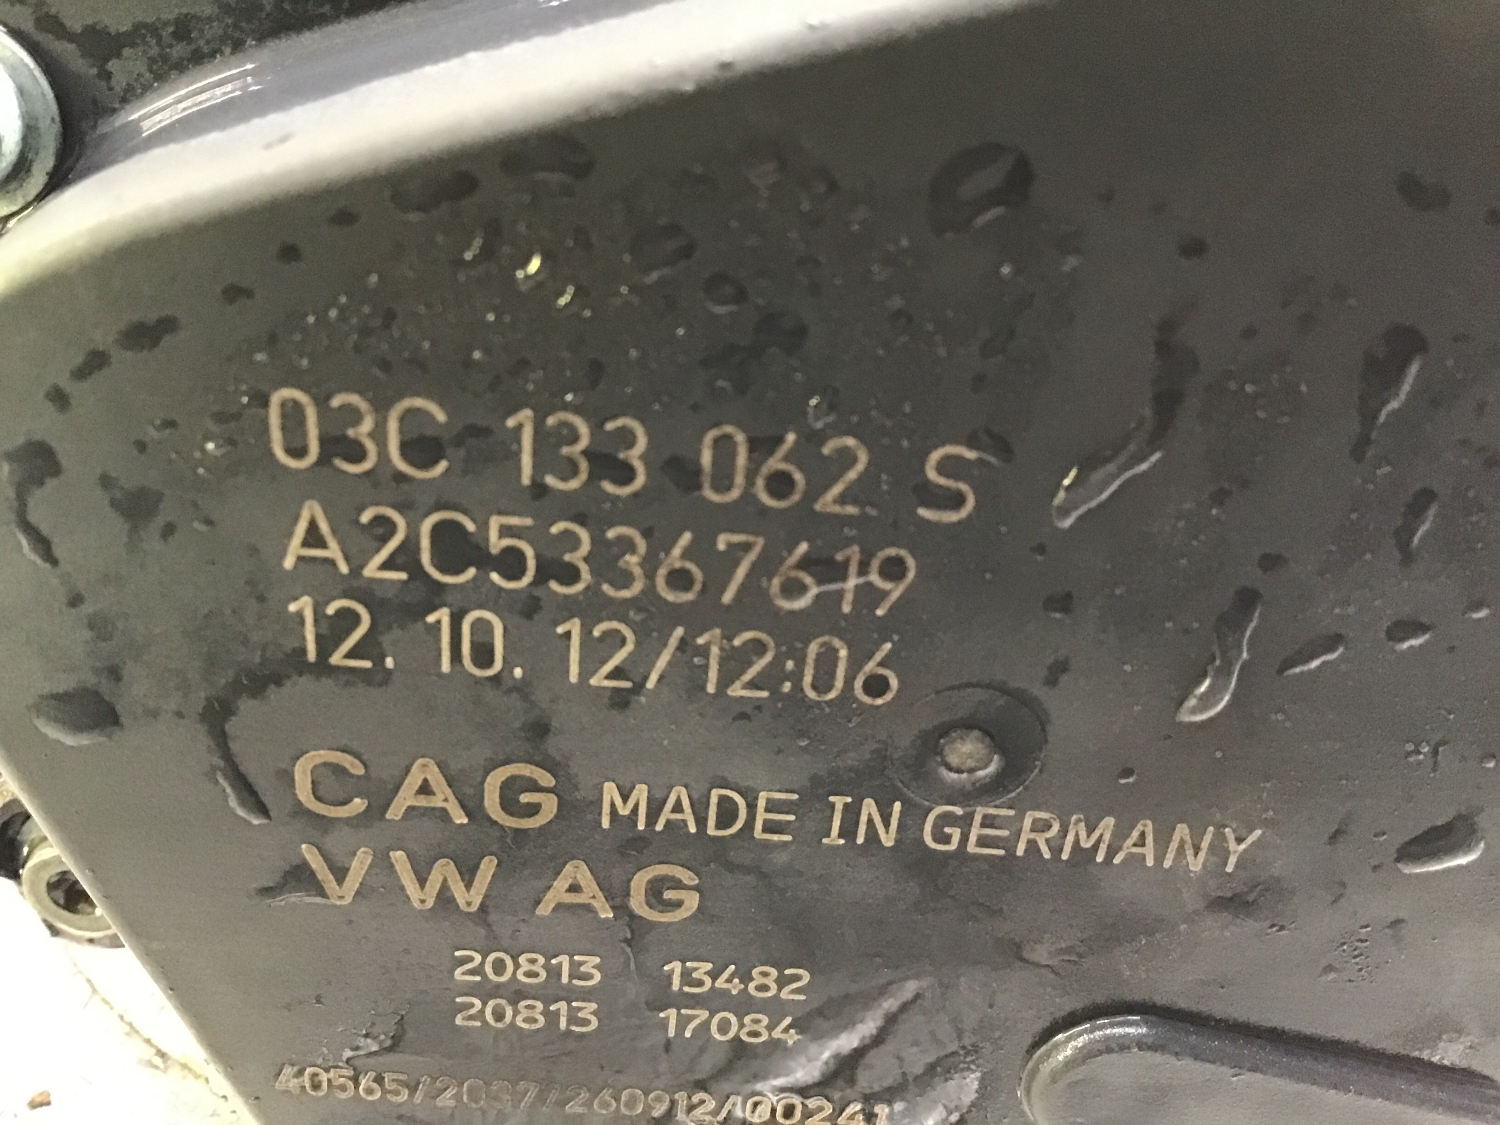 03C 133 062 S
A2C53367619
12. 10. 12/12:06
CAG MADE IN GERMANY
VW AG
20813 13482
20813 17084
40565/2037/260912/00241